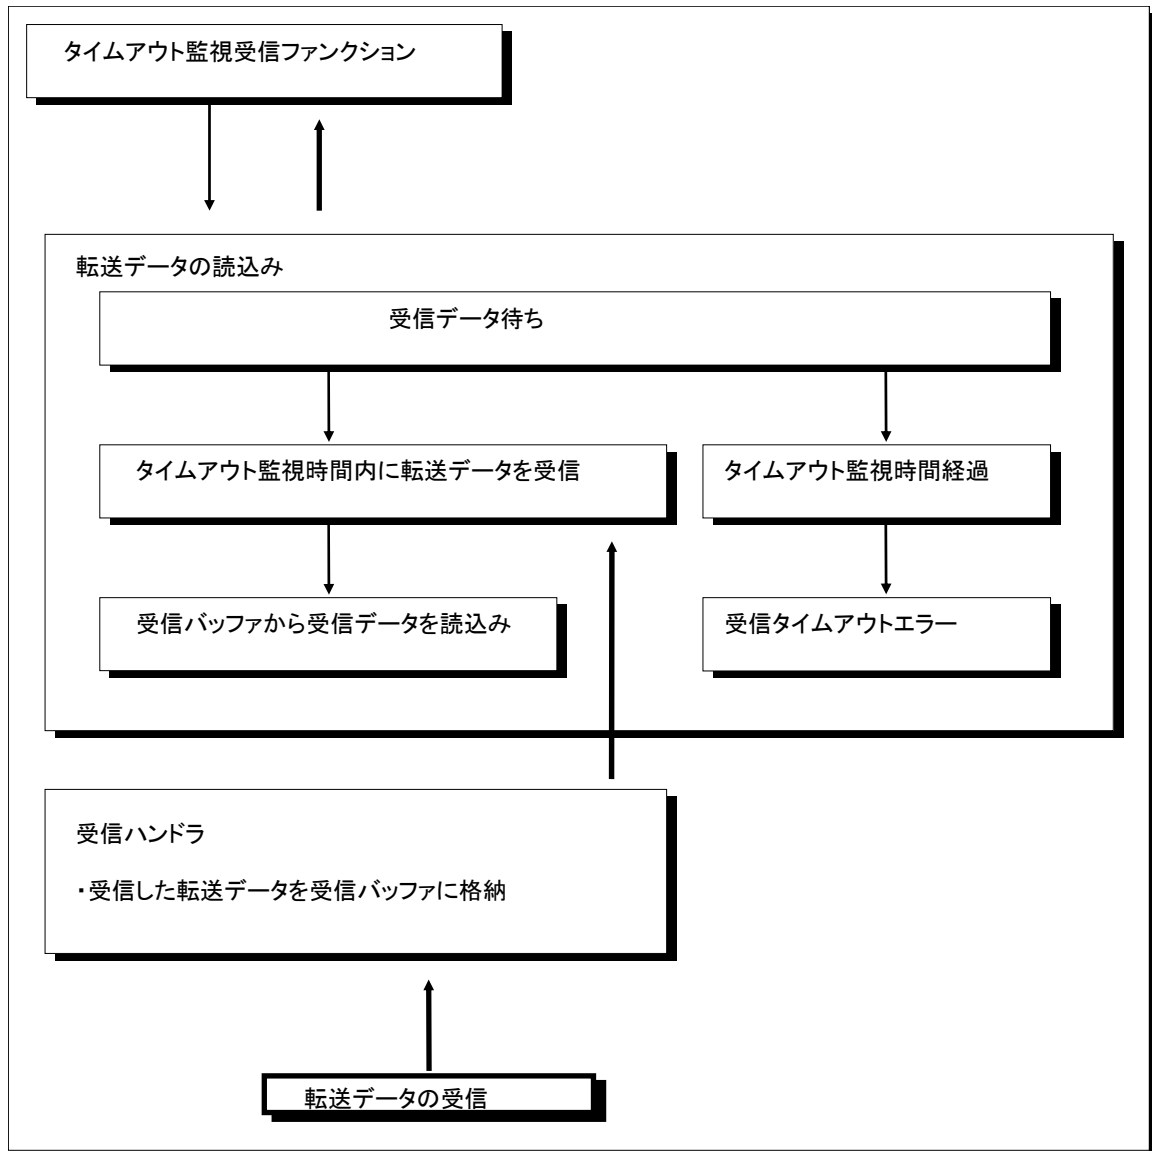 タイムアウト監視受信ファンクション
転送データの読込み
受信データ待ち
タイムアウト監視時間内に転送データを受信
タイムアウト監視時間経過
受信バッファから受信データを読込み
受信タイムアウトエラー
受信ハンドラ
・受信した転送データを受信バッファに格納
転送データの受信